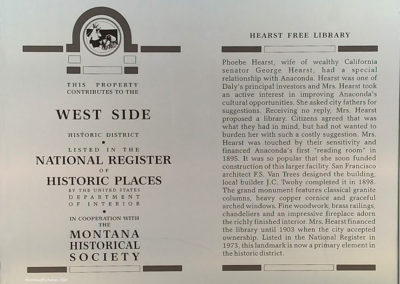 THIS PROPERTY
CONTRIBUTES TO THE
WEST SIDE
HISTORIC DISTRICT
LISTED IN THE
NATIONAL REGISTER
OF
HISTORIC PLACES
BY THE UNITED STATES
DEPARTMENT
OF INTERIOR
IN COOPERATION WITH
THE
MONTANA
HISTORICAL
SOCIETY
HEARST FREE LIBRARY
Phoebe Hearst, wife of wealthy California
senator George Hearst, had a special
relationship with Anaconda. Hearst was one of
Daly's principal investors and Mrs. Hearst took
an active interest in improving Anaconda's
cultural opportunities. She asked city fathers for
suggestions. Receiving no reply, Mrs. Hearst
proposed a library. Citizens agreed that was
what they had in mind, but had not wanted to
burden her with such a costly suggestion. Mrs.
Hearst was touched by their sensitivity and
financed Anaconda's first "reading room" in
1895. It was so popular that she soon funded
construction of this larger facility. San Francisco
architect F.S. Van Trees designed the building,
local builder J.C. Twohy completed it in 1898.
The grand monument features classical granite
columns, heavy copper cornice and graceful
arched windows. Fine woodwork, brass railings,
chandeliers and an impressive fireplace adorn
the richly finished interior. Mrs. Hearst financed
the library until 1903 when the city accepted
ownership. Listed in the National Register in
1973, this landmark is now a primary element in
the historic district.